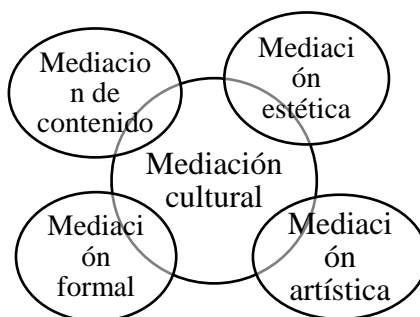 Mediacio
n de
contenido
Mediaci
ón
estética
Mediación
cultural
Mediaci
ón
formal
Mediaci
ón
artística